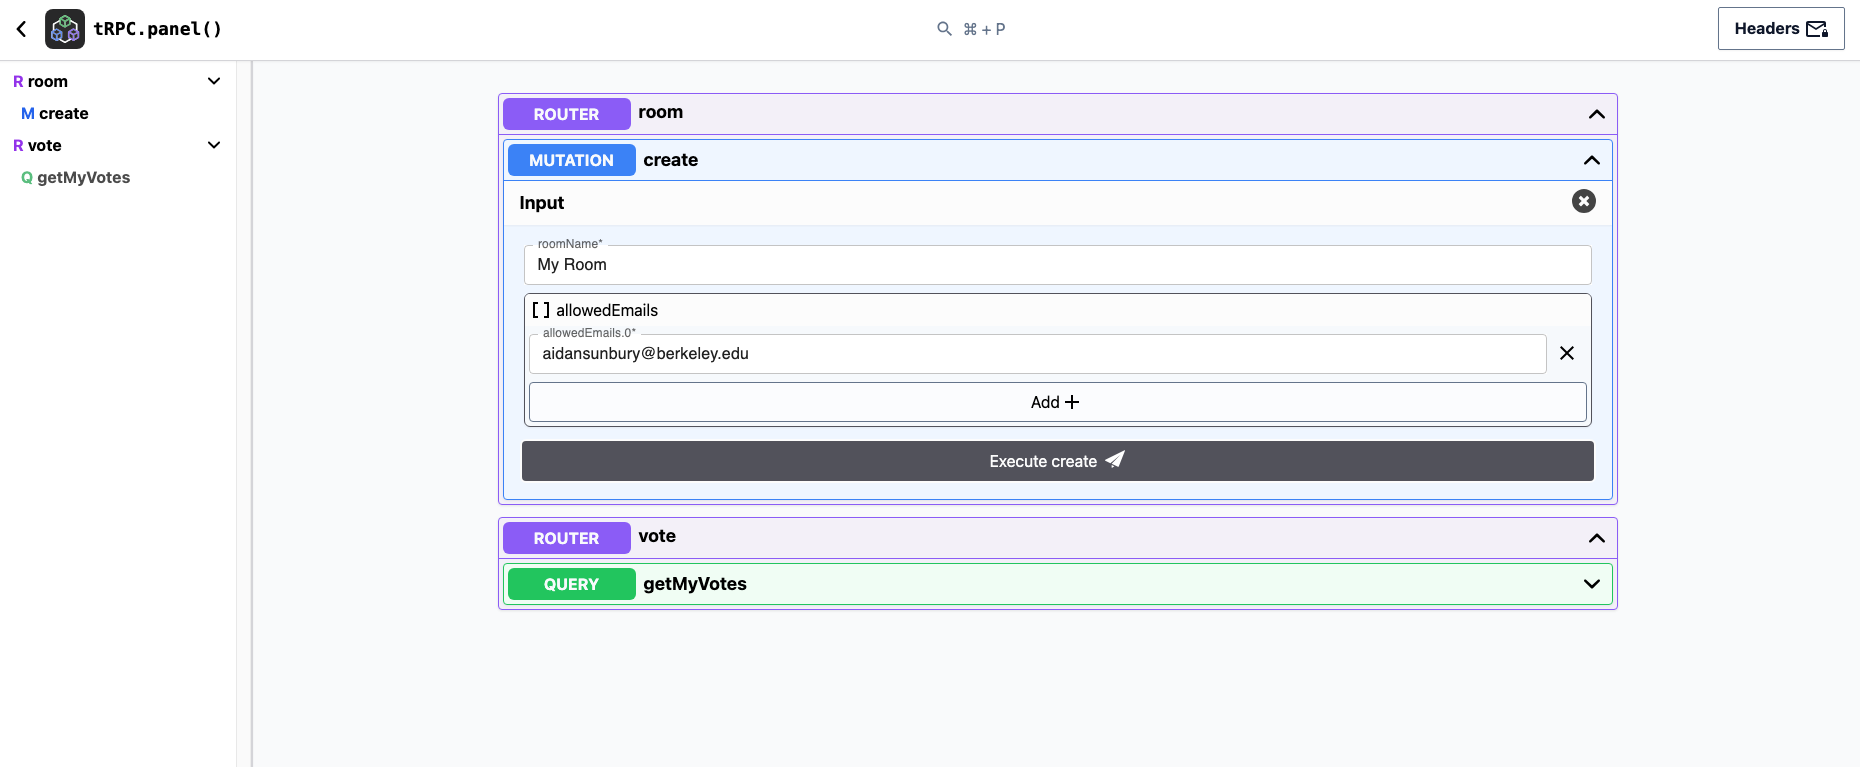 tRPC.panel()
⌘ + P
Headers
R room
M create
R vote
Q getMyVotes
ROUTER room
MUTATION create
Input
roomName*
My Room
[ ] allowedEmails
allowedEmails.0*
aidansunbury@berkeley.edu
Add +
Execute create
ROUTER vote
QUERY getMyVotes